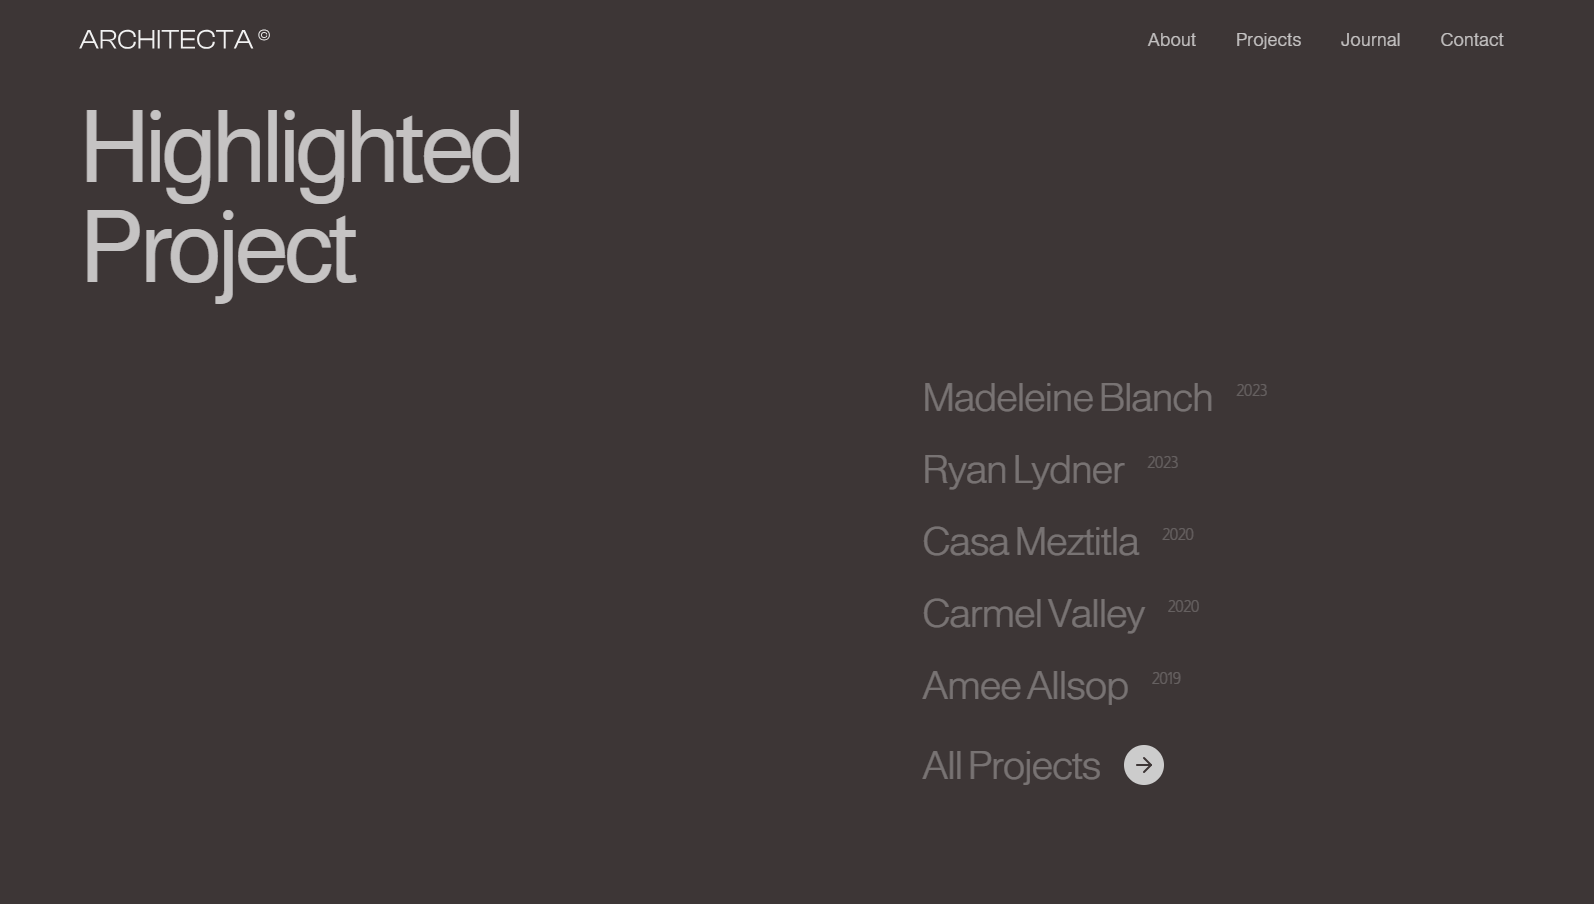 ARCHITECTA ©
About Projects Journal Contact
Highlighted
Project
Madeleine Blanch 2023
Ryan Lydner 2023
Casa Meztitla 2020
Carmel Valley 2020
Amee Allsop 2019
All Projects